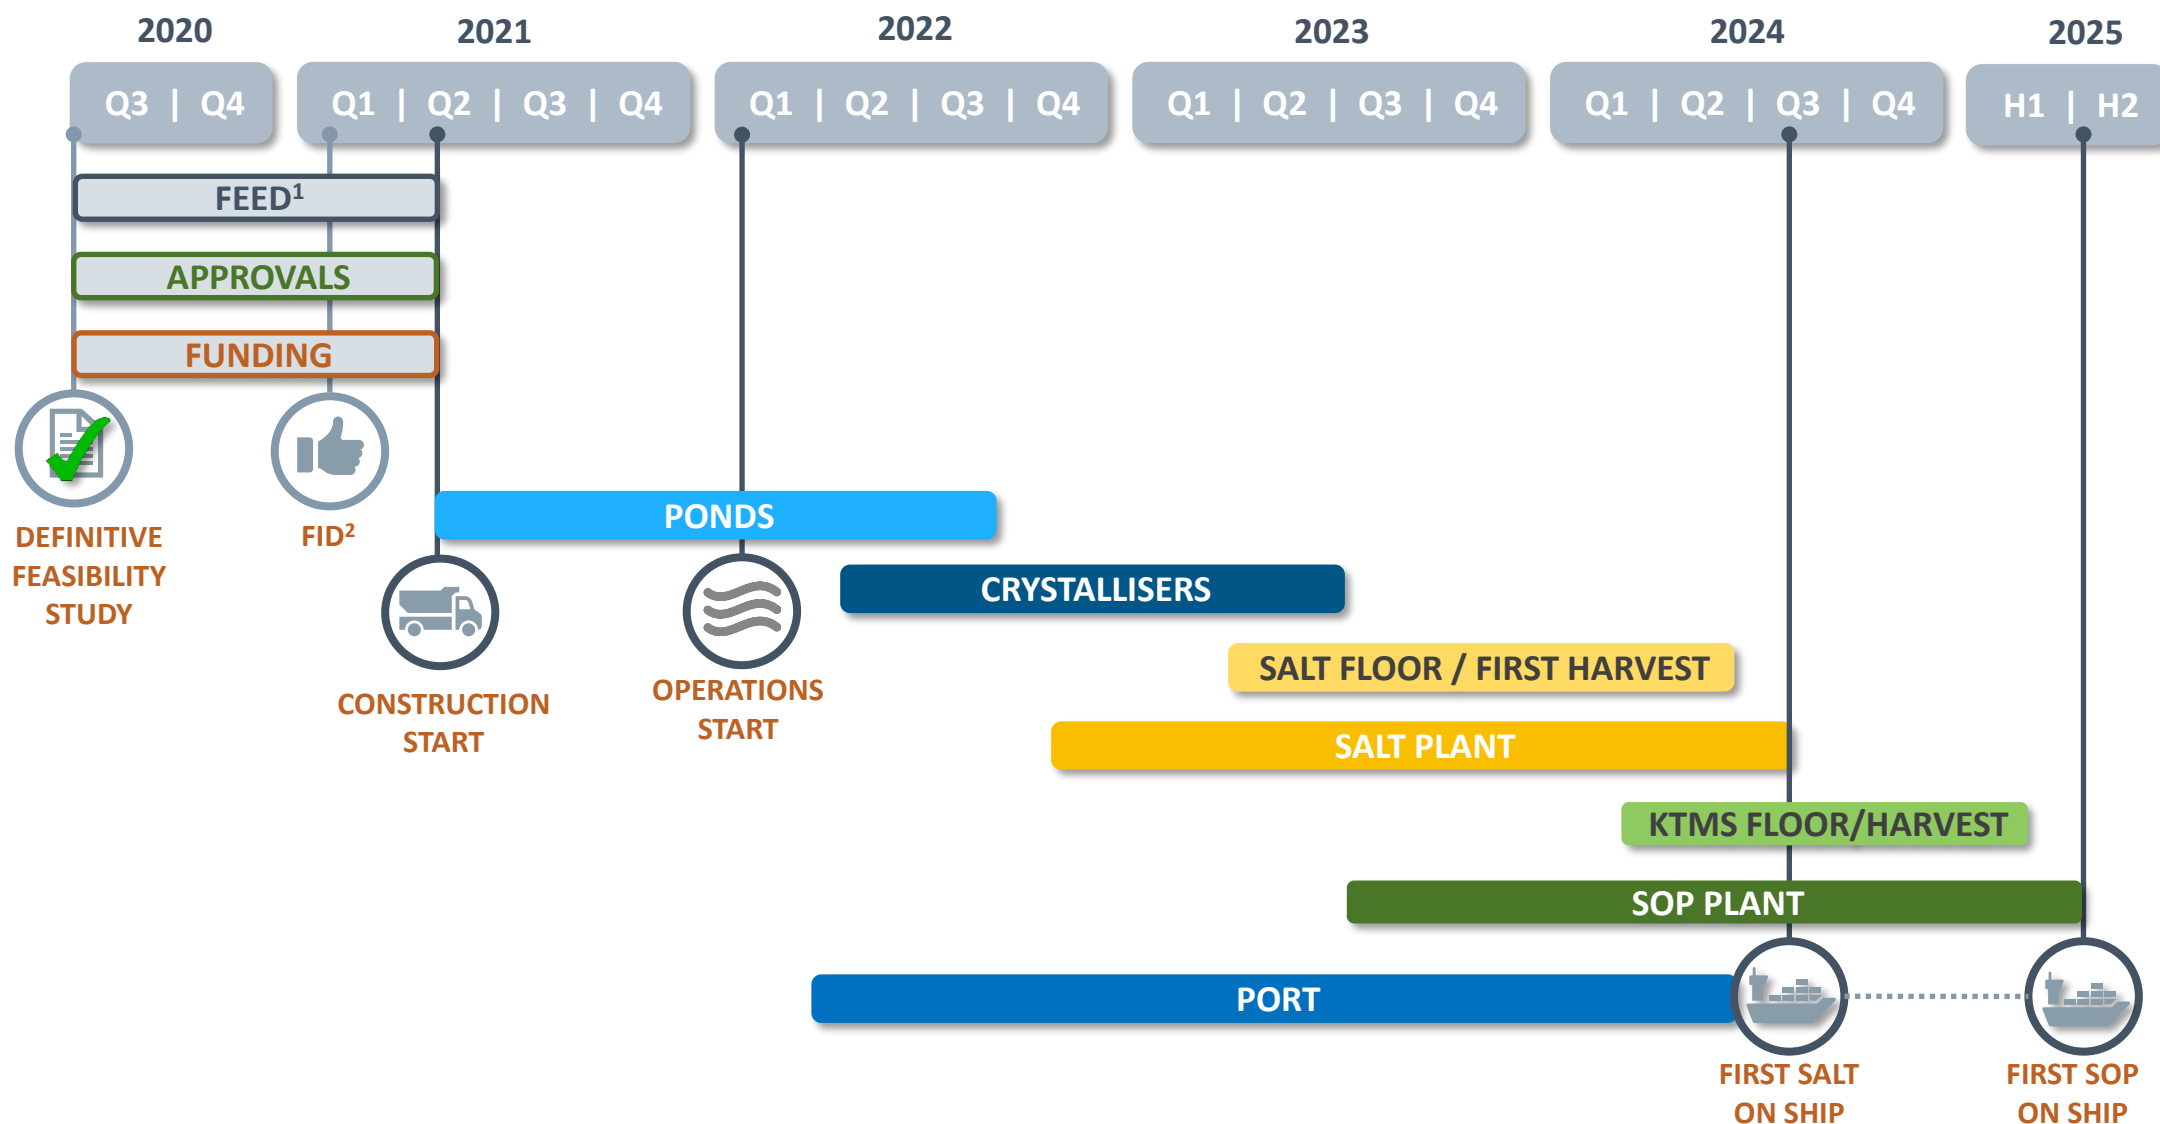 2020
2021
2022
2023
2024
2025
Q3 | Q4
Q1 | Q2 | Q3 | Q4
Q1 | Q2 | Q3 | Q4
Q1 | Q2 | Q3 | Q4
Q1 | Q2 | Q3 | Q4
H1 | H2
FEED¹
APPROVALS
FUNDING
DEFINITIVE
FEASIBILITY
STUDY
FID²
PONDS
CRYSTALLISERS
CONSTRUCTION
START
OPERATIONS
START
SALT FLOOR / FIRST HARVEST
SALT PLANT
KTMS FLOOR/HARVEST
SOP PLANT
PORT
FIRST SALT
ON SHIP
FIRST SOP
ON SHIP